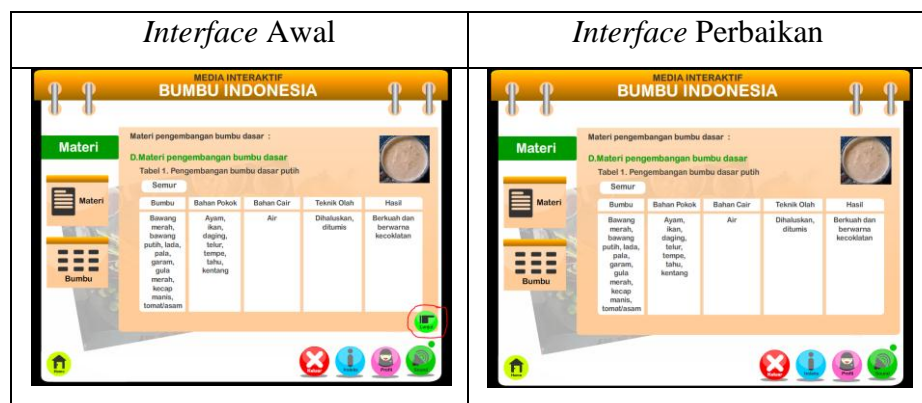 Interface Awal
Interface Perbaikan
MEDIA INTERAKTIF
BUMBU INDONESIA
Materi
Materi pengembangan bumbu dasar :
D.Materi pengembangan bumbu dasar
Tabel 1. Pengembangan bumbu dasar putih
Semur
Materi
Bumbu
Bumbu
Bahan Pokok
Bahan Cair
Teknik Olah
Hasil
Bawang
merah,
bawang
putih, lada,
pala,
garam,
gula
merah,
kecap
manis,
tomat/asam
Ayam,
ikan,
daging,
telur,
tempe,
tahu,
kentang
Air
Dihaluskan,
ditumis
Berkuah dan
berwarna
kecoklatan
Home
Keluar
Profil
MEDIA INTERAKTIF
BUMBU INDONESIA
Materi
Materi pengembangan bumbu dasar :
D.Materi pengembangan bumbu dasar
Tabel 1. Pengembangan bumbu dasar putih
Semur
Materi
Bumbu
Bumbu
Bahan Pokok
Bahan Cair
Teknik Olah
Hasil
Bawang
merah,
bawang
putih, lada,
pala,
garam,
gula
merah,
kecap
manis,
tomat/asam
Ayam,
ikan,
daging,
telur,
tempe,
tahu,
kentang
Air
Dihaluskan,
ditumis
Berkuah dan
berwarna
kecoklatan
Home
Keluar
Profil